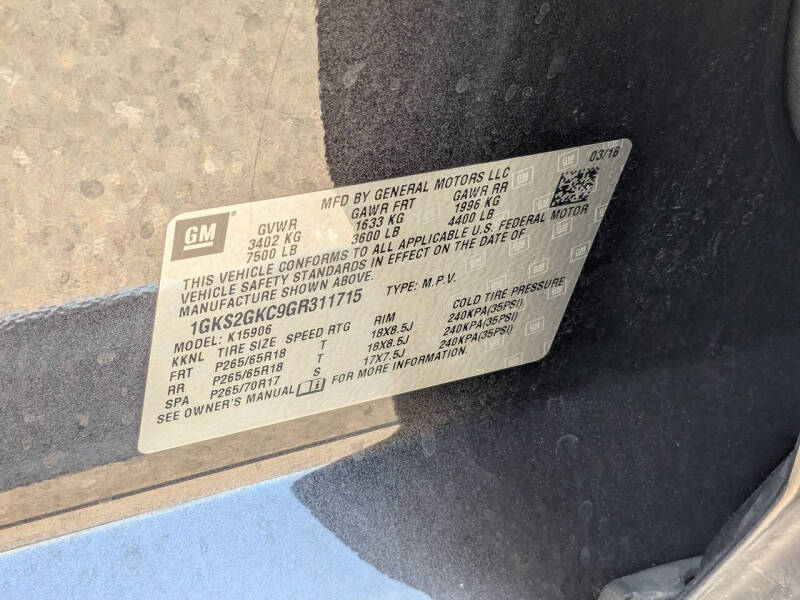 03/16
MFD BY GENERAL MOTORS LLC
GM
GVWR GAWR FRT GAWR RR
3402 KG 1633 KG 1996 KG
7500 LB 3600 LB 4400 LB
THIS VEHICLE CONFORMS TO ALL APPLICABLE U.S. FEDERAL MOTOR
VEHICLE SAFETY STANDARDS IN EFFECT ON THE DATE OF
MANUFACTURE SHOWN ABOVE.
1GKS2GKC9GR311715 TYPE: M.P.V.
MODEL: K15906
KKNL TIRE SIZE SPEED RTG RIM COLD TIRE PRESSURE
FRT P265/65R18 T 18X8.5J 240KPA(35PSI)
RR P265/65R18 T 18X8.5J 240KPA(35PSI)
SPA P265/70R17 S 17X7.5J 240KPA(35PSI)
SEE OWNER'S MANUAL FOR MORE INFORMATION.